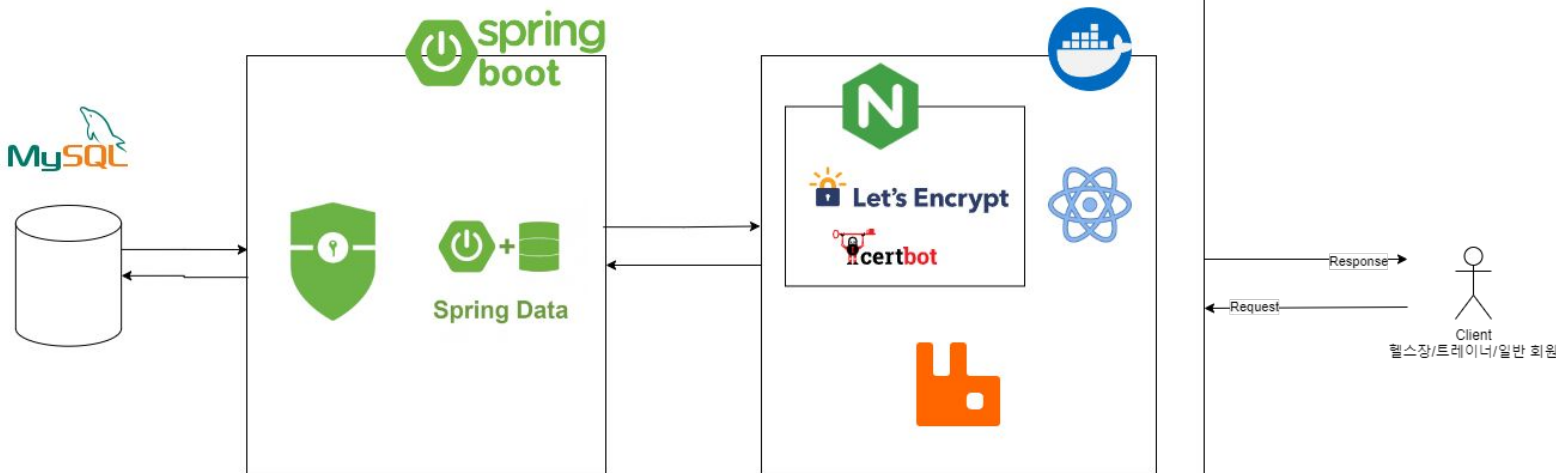 spring
boot
MySQL
N
Let's Encrypt
certbot
Spring Data
Response
Request
Client
헬스장/트레이너/일반 회원